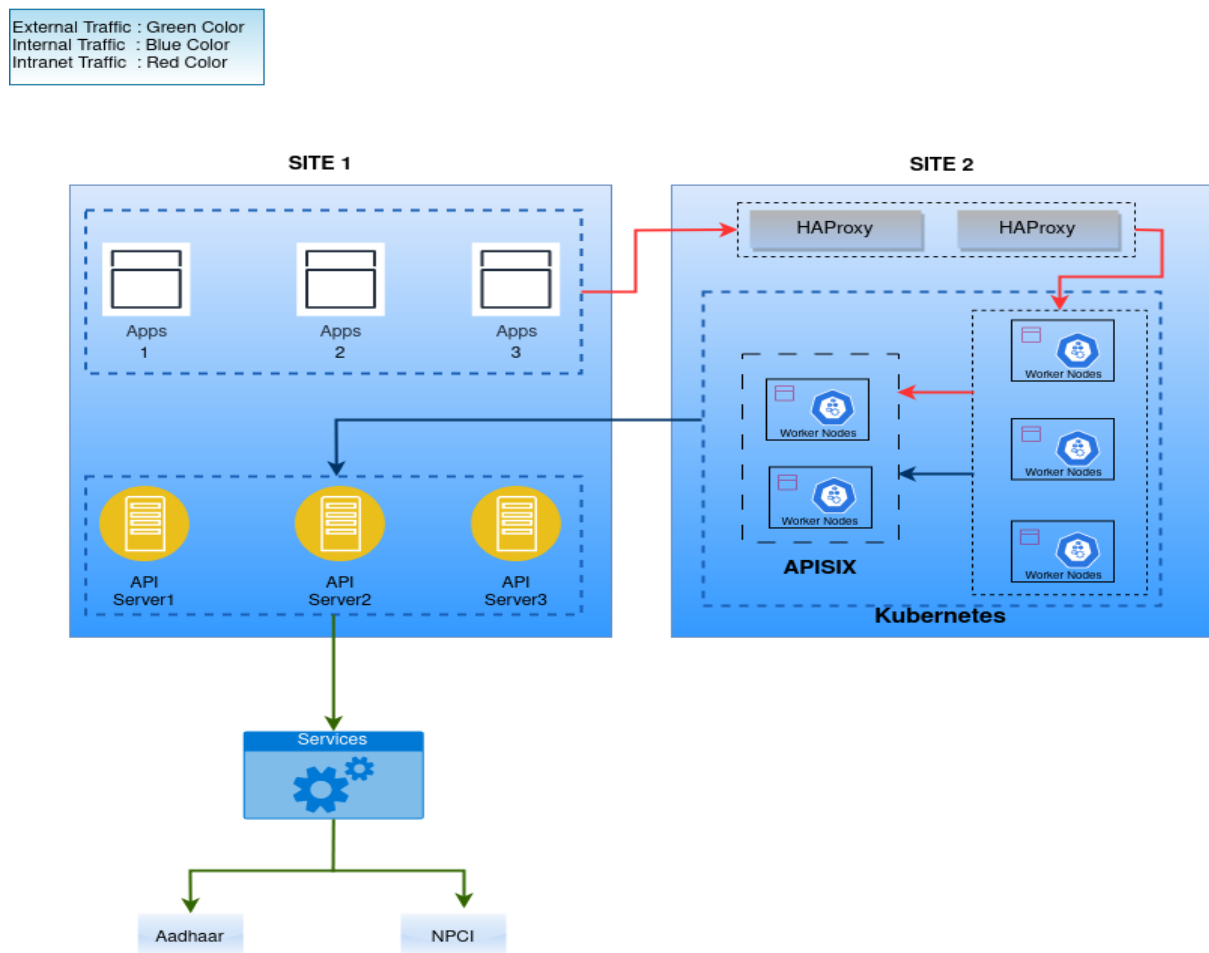 External Traffic : Green Color
Internal Traffic  : Blue Color
Intranet Traffic  : Red Color
SITE 1
SITE 2
HAProxy
HAProxy
Apps
1
Apps
2
Apps
3
Worker Nodes
Worker Nodes
Worker Nodes
Worker Nodes
Worker Nodes
APISIX
Kubernetes
API
Server1
API
Server2
API
Server3
Services
Aadhaar
NPCI